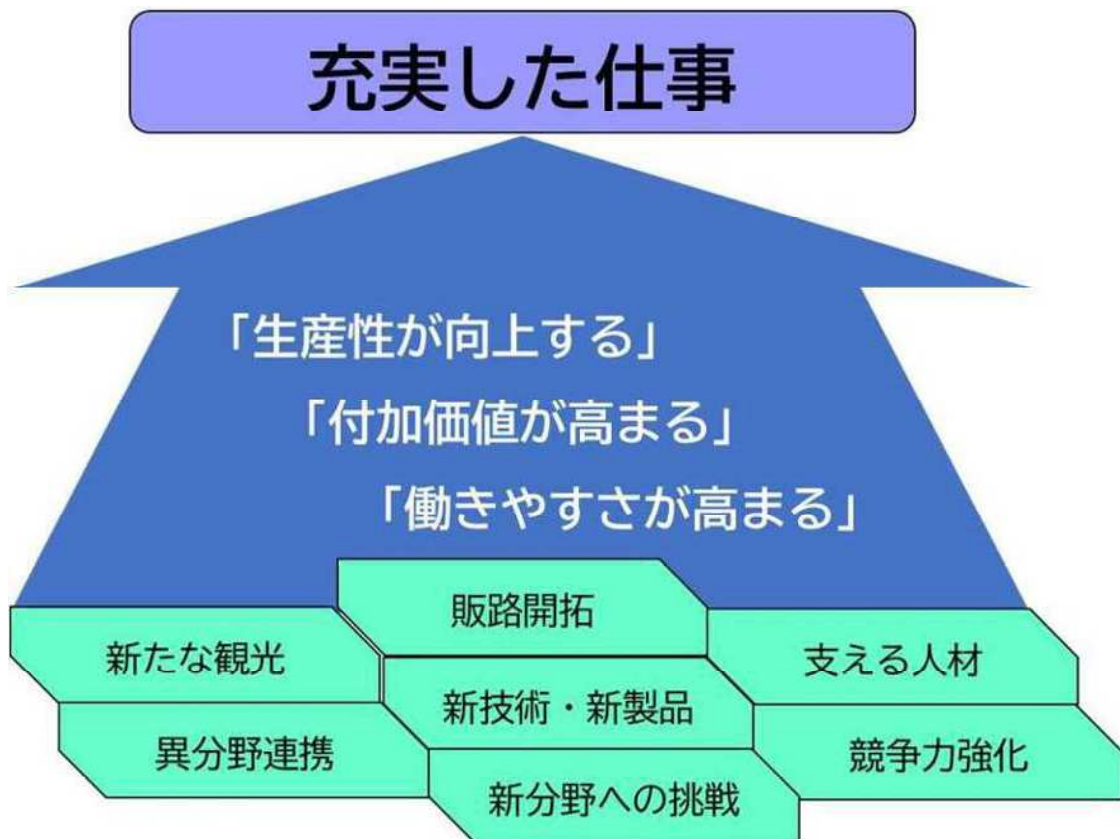 充実した仕事
「生産性が向上する」
「付加価値が高まる」
「働きやすさが高まる」
販路開拓
新たな観光
支える人材
新技術・新製品
異分野連携
競争力強化
新分野への挑戦